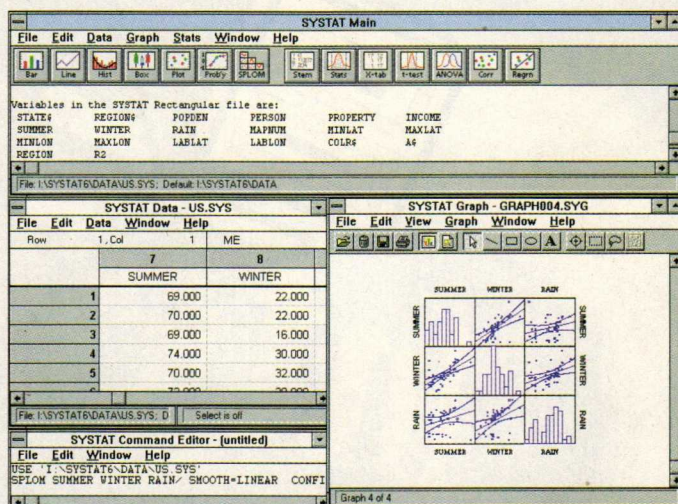 SYSTAT Main
File Edit Data Graph Stats Window Help
Bar Line Hist Box Plot Prob'y SPLOM Stem Stats X-tab t-test ANOVA Corr Regrn
Variables in the SYSTAT Rectangular file are:
STATE$ REGION$ POPDEN PERSON PROPERTY INCOME
SUMMER WINTER RAIN MAPNUM MINLAT MAXLAT
MINLON MAXLON LABLAT LABLON COLR$ A$
REGION R2
File: I:\SYSTAT6\DATA\US.SYS; Default: I:\SYSTAT6\DATA
SYSTAT Data - US.SYS
File Edit Data Window Help
Row 1, Col 1 ME
7 8
SUMMER WINTER
1 69.000 22.000
2 70.000 22.000
3 69.000 16.000
4 74.000 30.000
5 70.000 32.000
File: I:\SYSTAT6\DATA\US.SYS; D Select is off
SYSTAT Command Editor - (untitled)
File Edit Window Help
USE 'I:\SYSTAT6\DATA\US.SYS'
SPLOM SUMMER WINTER RAIN/ SMOOTH=LINEAR CONFI
SYSTAT Graph - GRAPH004.SYG
File Edit View Graph Window Help
A
SUMMER WINTER RAIN
SUMMER SUMMER
WINTER WINTER
RAIN RAIN
SUMMER WINTER RAIN
Graph 4 of 4